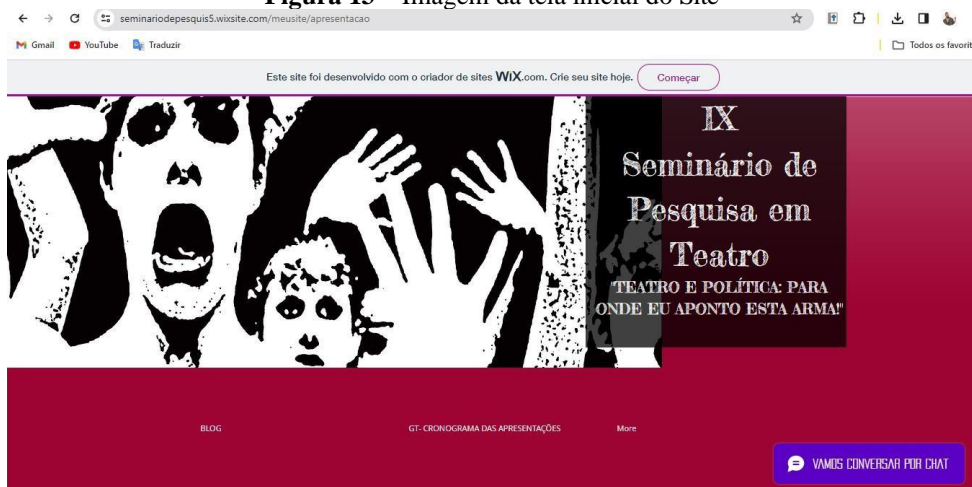 Figura 15 – Imagem da tela inicial do Site
seminariodepesquis5.wixsite.com/meusite/apresentacao
Gmail YouTube Traduzir Todos os favorit
Este site foi desenvolvido com o criador de sites WiX.com. Crie seu site hoje. Começar
IX
Seminário de
Pesquisa em
Teatro
"TEATRO E POLÍTICA: PARA
ONDE EU APONTO ESTA ARMA!"
BLOG GT- CRONOGRAMA DAS APRESENTAÇÕES More
VAMOS CONVERSAR POR CHAT